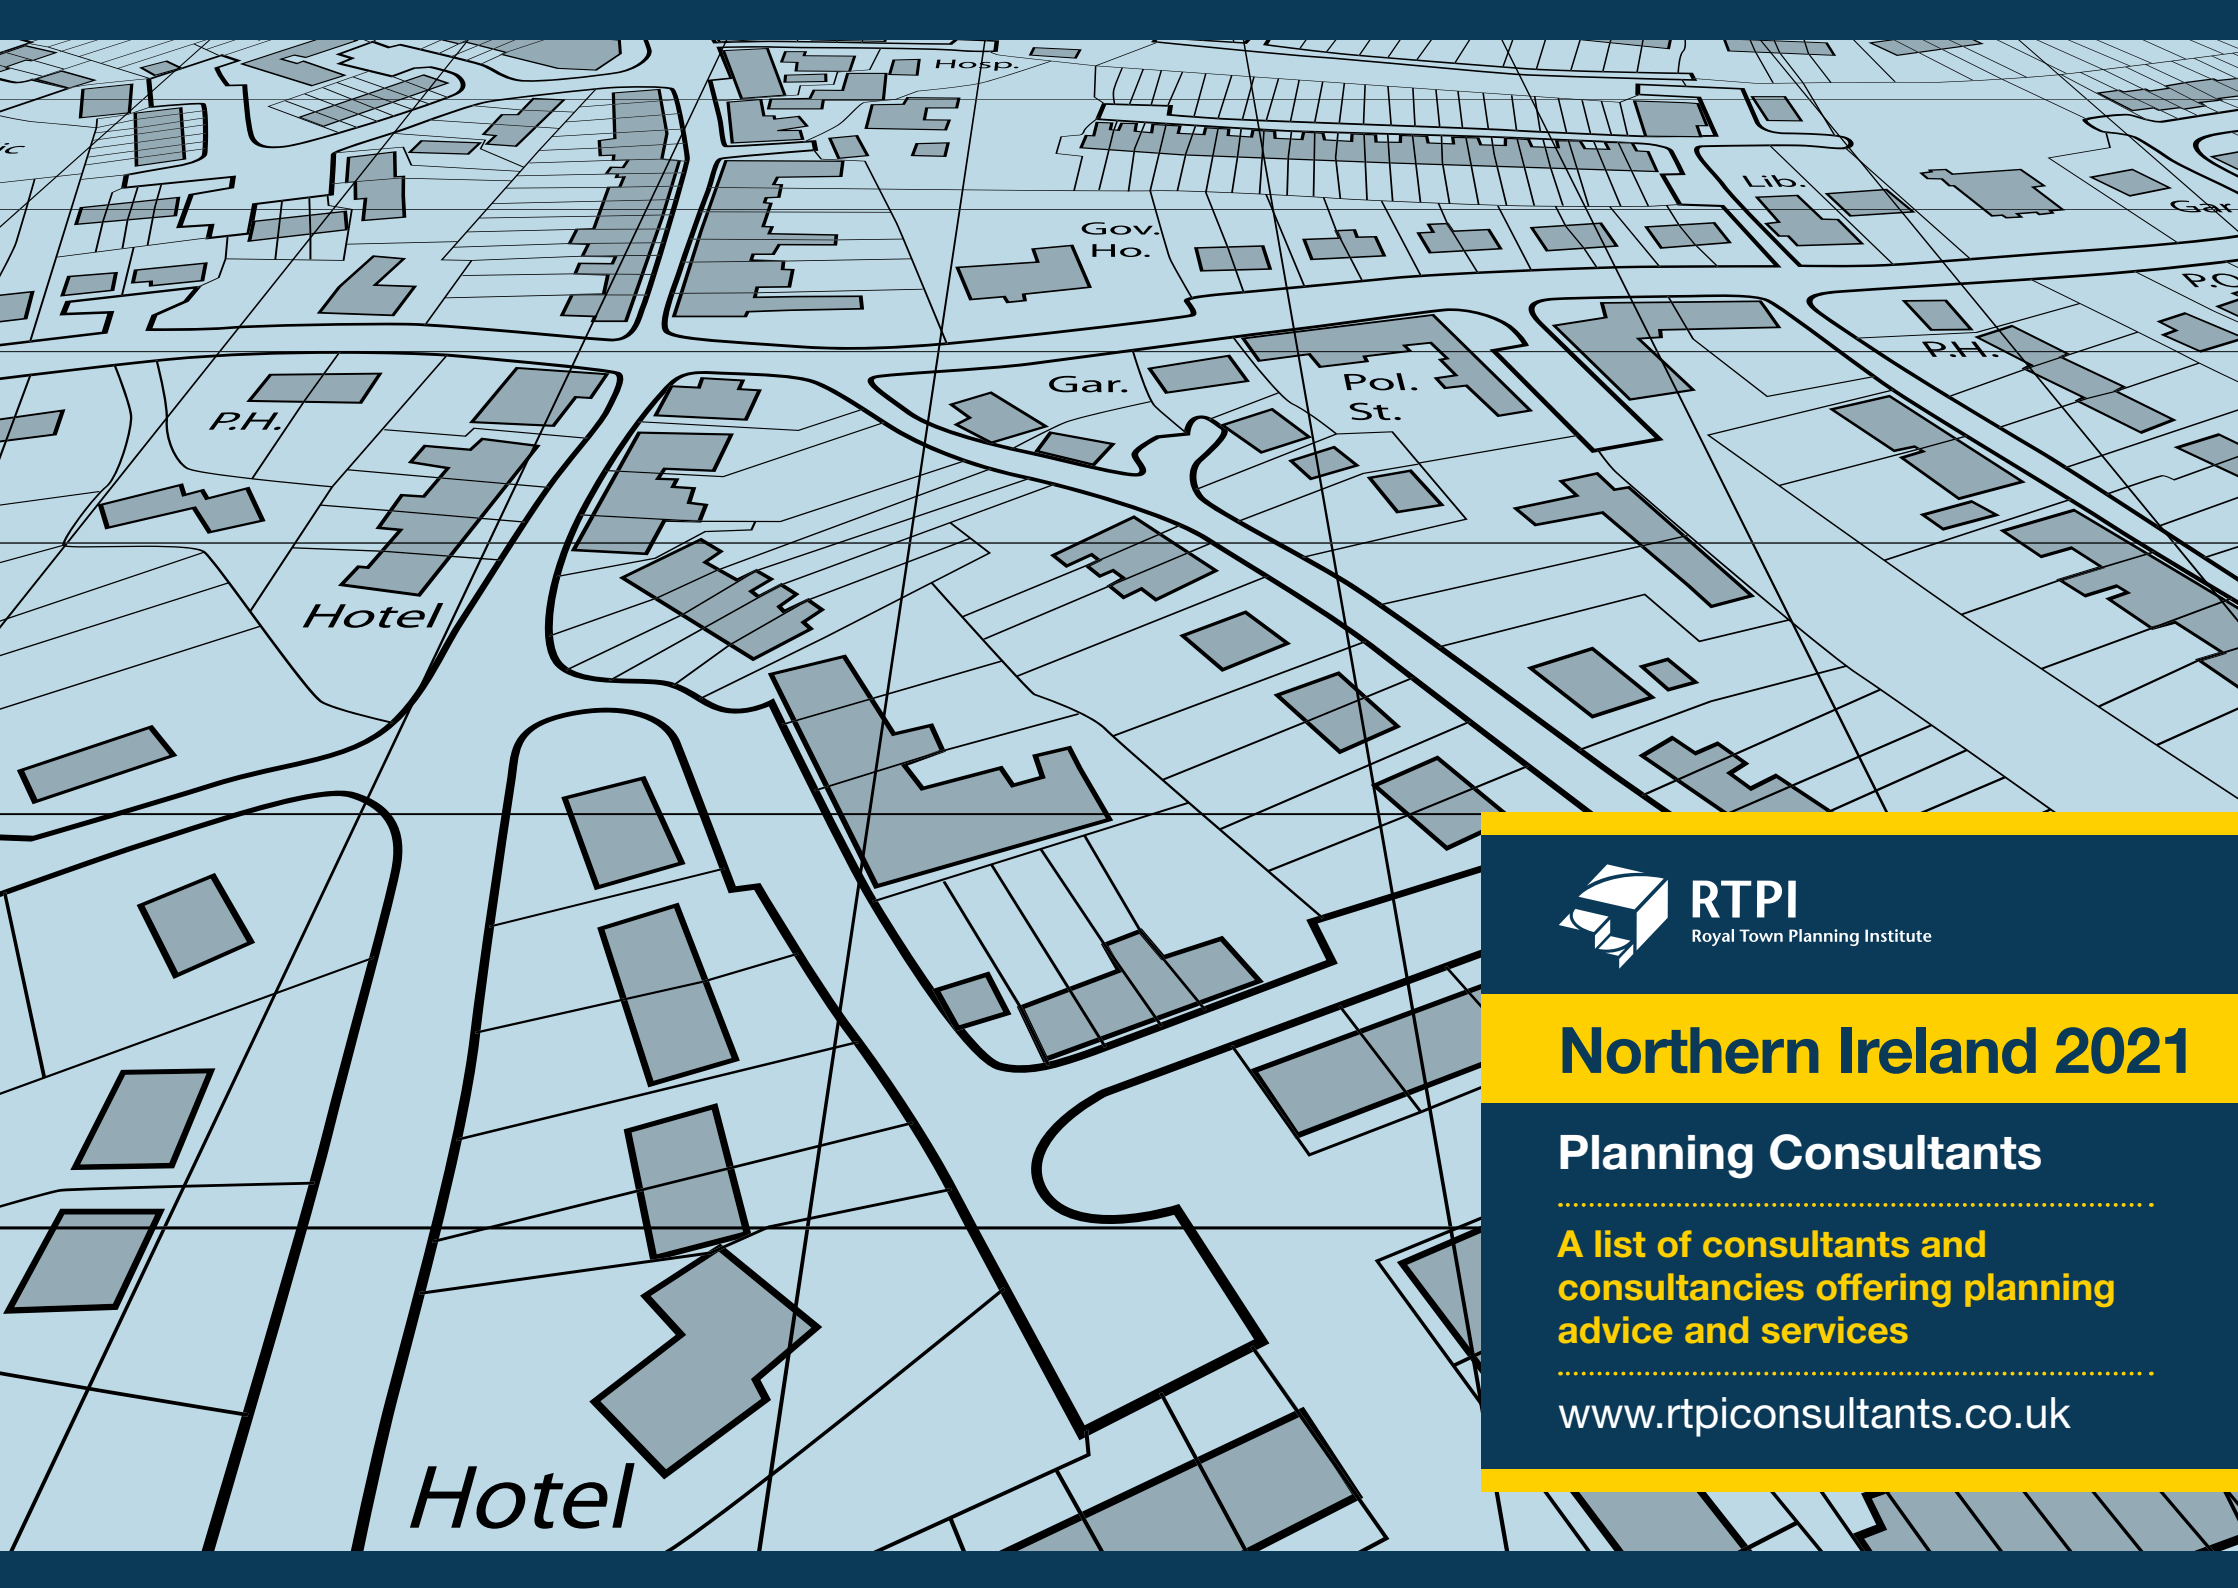 Hosp.
Lib.
Gar
Gov.
Ho.
P.C
P.H.
Gar.
Pol.
St.
P.H.
Hotel
RTPI
Royal Town Planning Institute
Northern Ireland 2021
Planning Consultants
A list of consultants and
consultancies offering planning
advice and services
www.rtpiconsultants.co.uk
Hotel